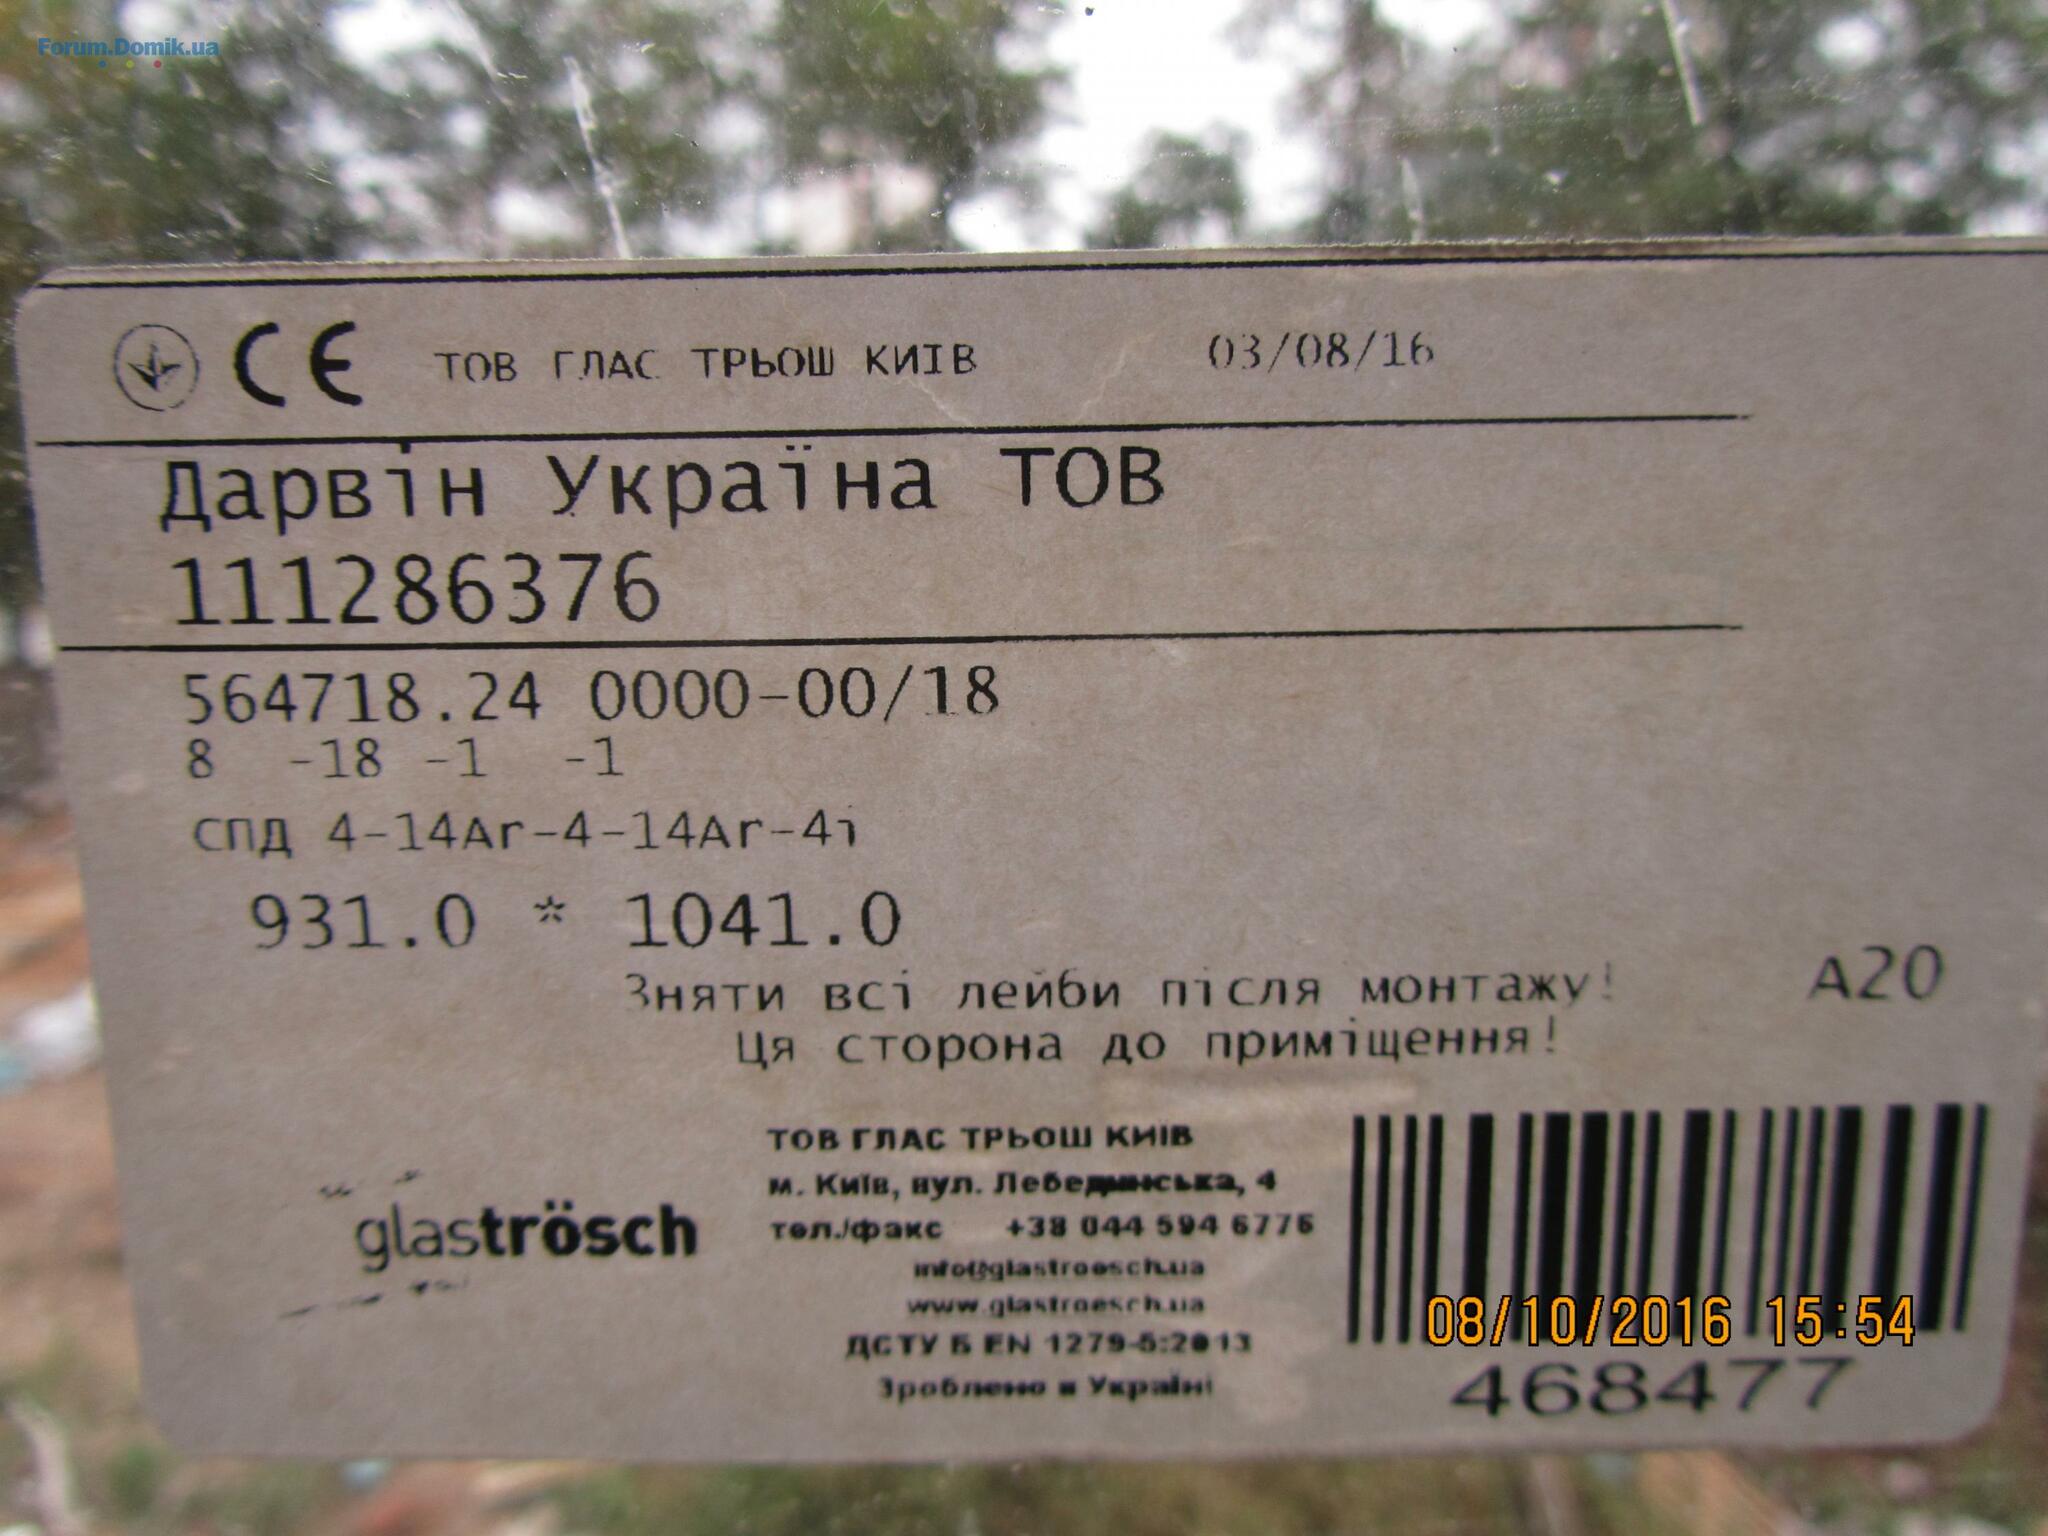 Forum.Domik.ua
CE ТОВ ГЛАС ТРЬОШ КИЇВ 03/08/16
Дарвін Україна ТОВ
111286376
564718.24 0000-00/18
8 -18 -1 -1
СПД 4-14Ar-4-14Ar-4i
931.0 * 1041.0
Зняти всі лейби після монтажу! A20
Ця сторона до приміщення!
ТОВ ГЛАС ТРЬОШ КИЇВ
м. Київ, вул. Лебединська, 4
тел./факс +38 044 594 6776
glaströsch
info@glastroesch.ua
www.glastroesch.ua
ДСТУ Б EN 1279-5:2013
Зроблено в Україні
08/10/2016 15:54
468477